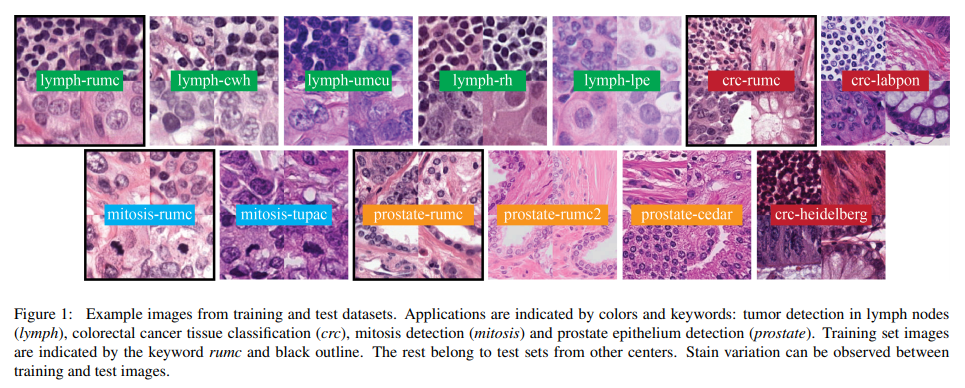 lymph-rumc lymph-cwh lymph-umcu lymph-rh lymph-lpe crc-rumc crc-labpon
mitosis-rumc mitosis-tupac prostate-rumc prostate-rumc2 prostate-cedar crc-heidelberg
Figure 1: Example images from training and test datasets. Applications are indicated by colors and keywords: tumor detection in lymph nodes
(lymph), colorectal cancer tissue classification (crc), mitosis detection (mitosis) and prostate epithelium detection (prostate). Training set images
are indicated by the keyword rumc and black outline. The rest belong to test sets from other centers. Stain variation can be observed between
training and test images.